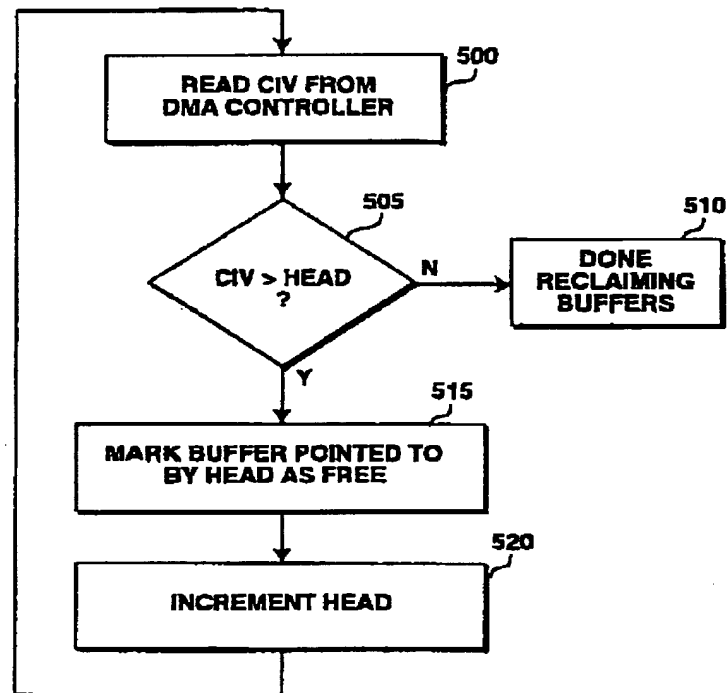 500
READ CIV FROM
DMA CONTROLLER
505
CIV > HEAD
?
N
Y
510
DONE
RECLAIMING
BUFFERS
515
MARK BUFFER POINTED TO
BY HEAD AS FREE
520
INCREMENT HEAD